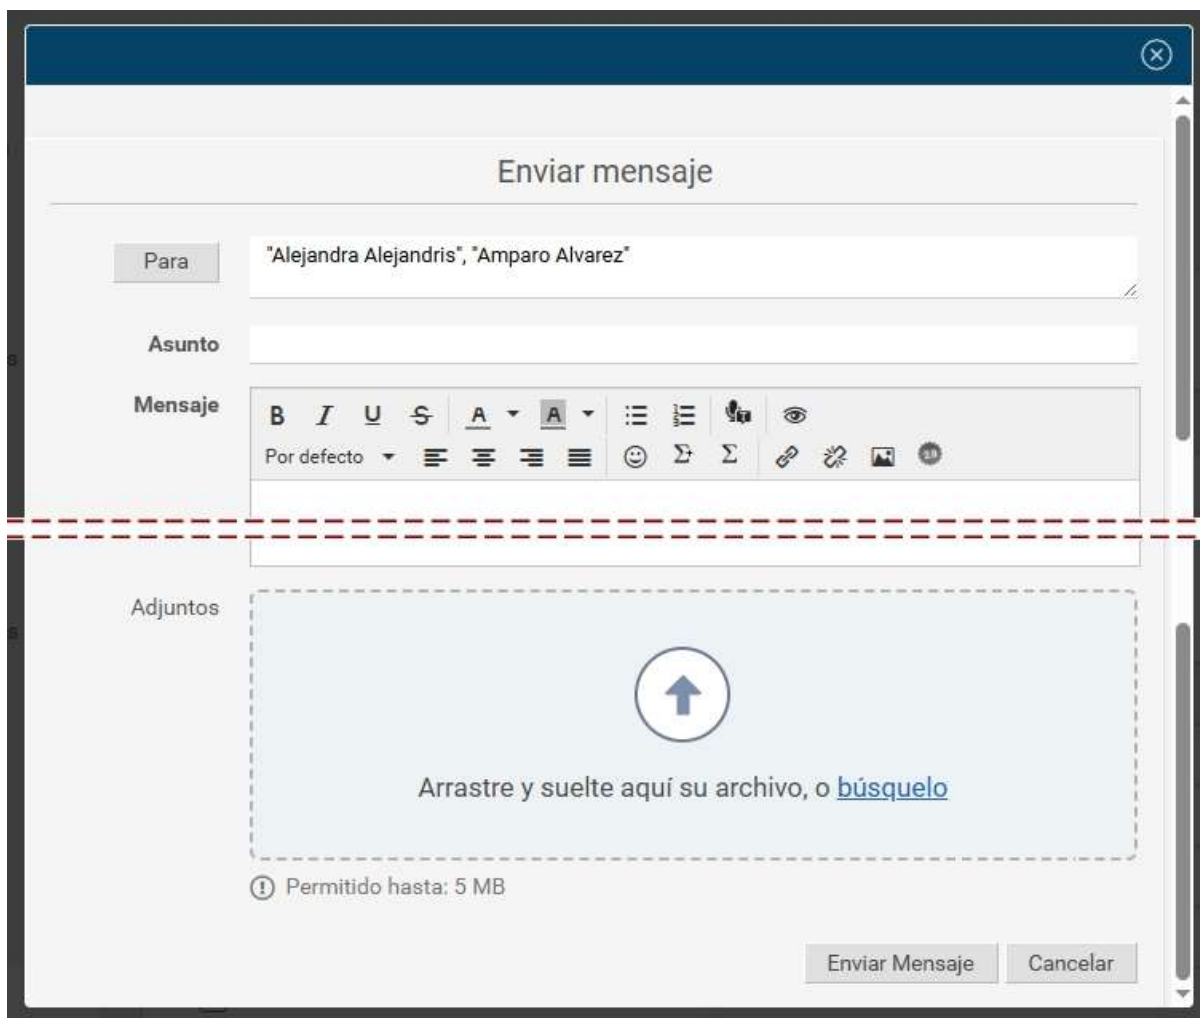 Enviar mensaje
Para
"Alejandra Alejandris", "Amparo Alvarez"
Asunto
Mensaje
B I U S A A
Por defecto
Adjuntos
Arrastre y suelte aquí su archivo, o búsquelo
Permitido hasta: 5 MB
Enviar Mensaje Cancelar